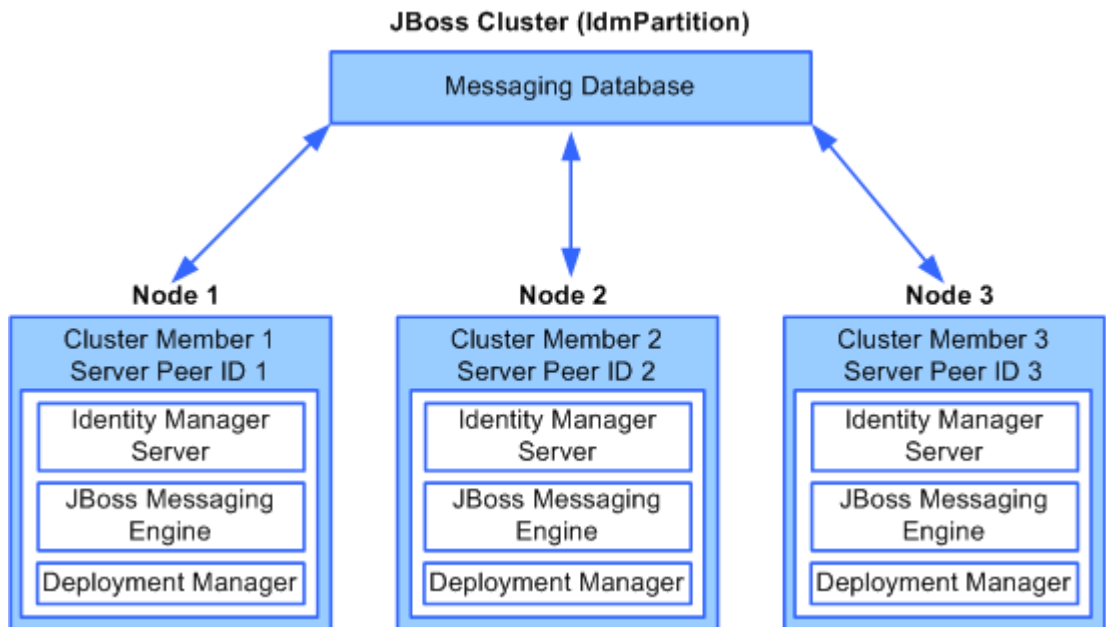 JBoss Cluster (IdmPartition)
Messaging Database
Node 1
Cluster Member 1
Server Peer ID 1
Identity Manager
Server
JBoss Messaging
Engine
Deployment Manager
Node 2
Cluster Member 2
Server Peer ID 2
Identity Manager
Server
JBoss Messaging
Engine
Deployment Manager
Node 3
Cluster Member 3
Server Peer ID 3
Identity Manager
Server
JBoss Messaging
Engine
Deployment Manager